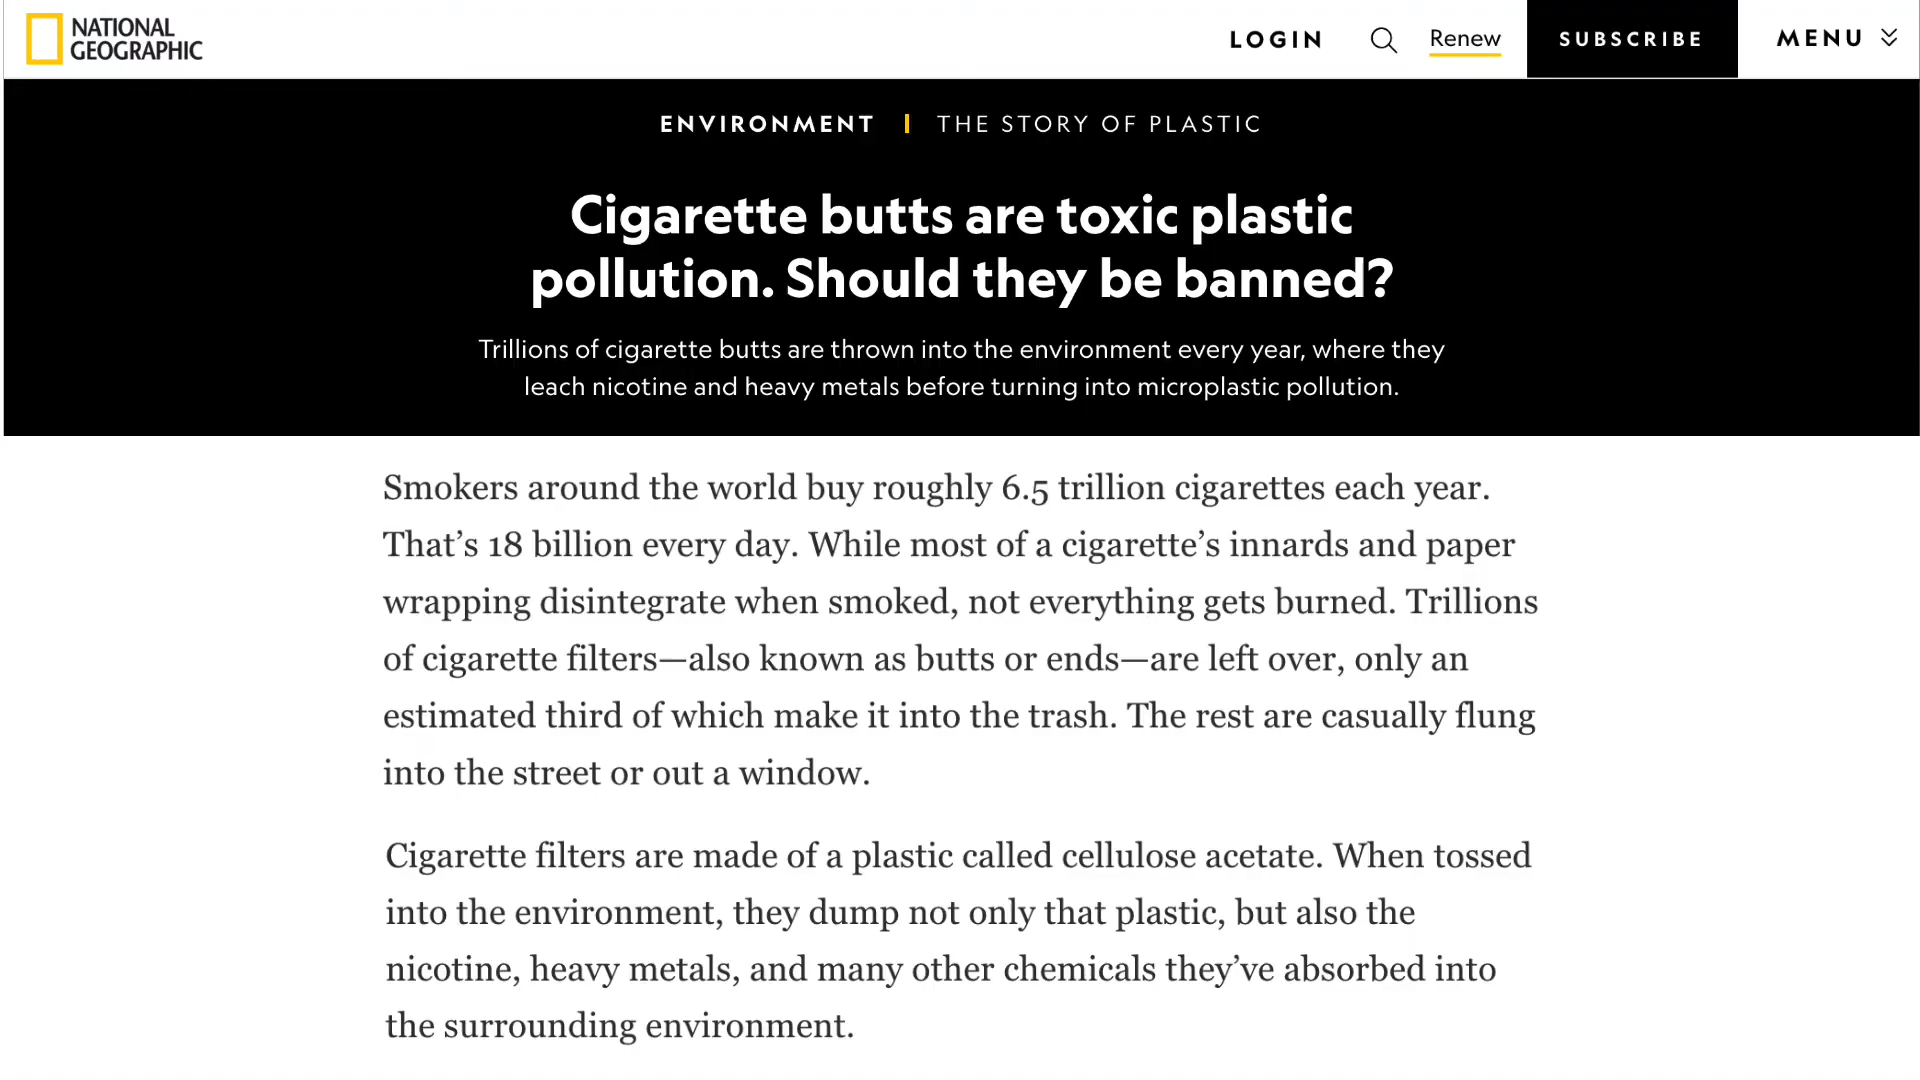 NATIONAL
GEOGRAPHIC
LOGIN
Renew
SUBSCRIBE
MENU
ENVIRONMENT | THE STORY OF PLASTIC
Cigarette butts are toxic plastic
pollution. Should they be banned?
Trillions of cigarette butts are thrown into the environment every year, where they
leach nicotine and heavy metals before turning into microplastic pollution.
Smokers around the world buy roughly 6.5 trillion cigarettes each year.
That’s 18 billion every day. While most of a cigarette’s innards and paper
wrapping disintegrate when smoked, not everything gets burned. Trillions
of cigarette filters—also known as butts or ends—are left over, only an
estimated third of which make it into the trash. The rest are casually flung
into the street or out a window.
Cigarette filters are made of a plastic called cellulose acetate. When tossed
into the environment, they dump not only that plastic, but also the
nicotine, heavy metals, and many other chemicals they’ve absorbed into
the surrounding environment.